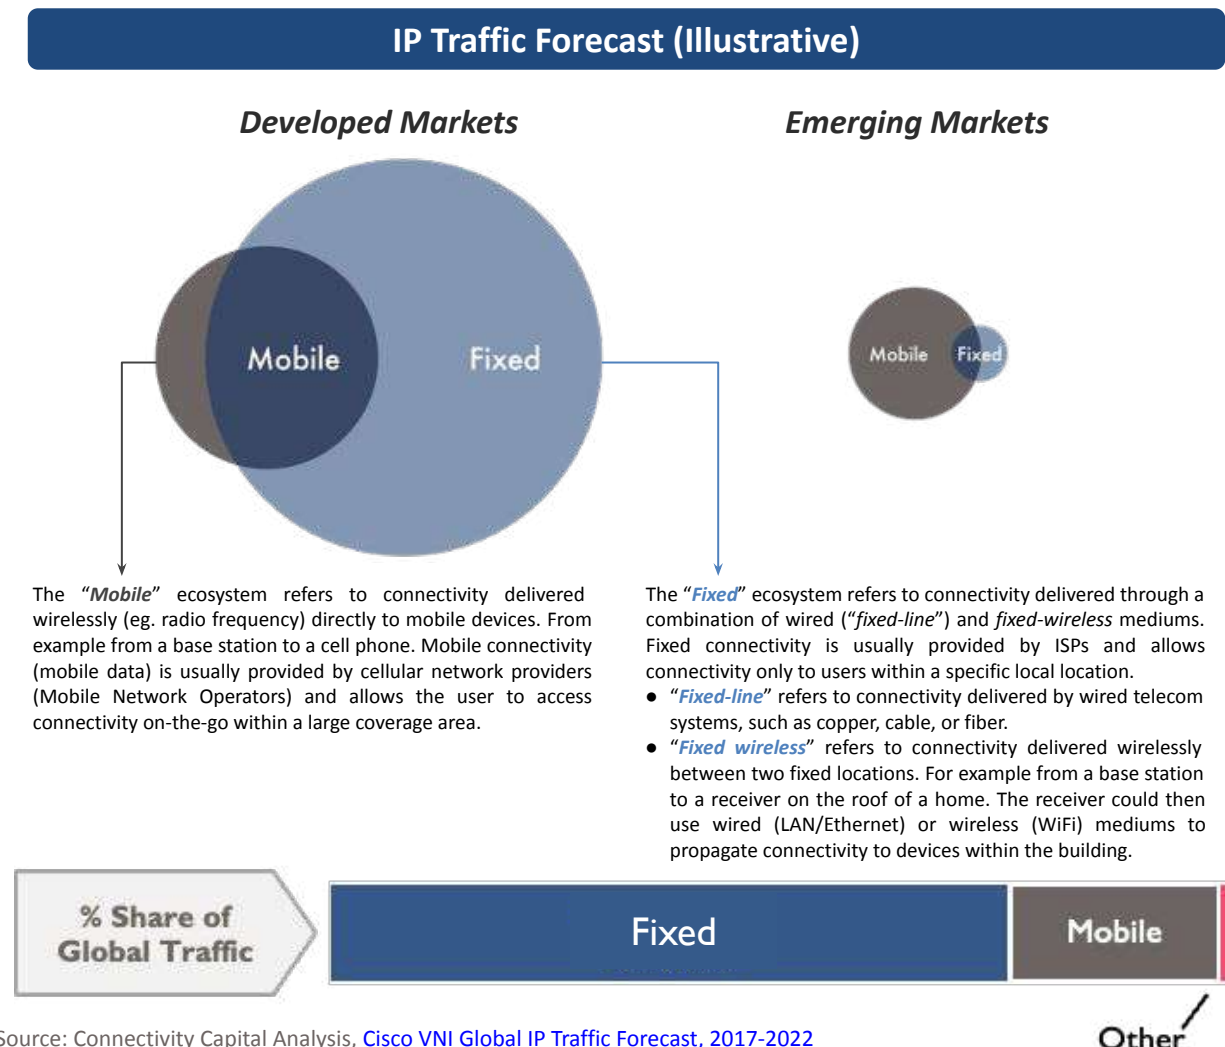 IP Traffic Forecast (Illustrative)
Developed Markets
Emerging Markets
Mobile
Fixed
Mobile
Fixed
The “Mobile” ecosystem refers to connectivity delivered
wirelessly (eg. radio frequency) directly to mobile devices. From
example from a base station to a cell phone. Mobile connectivity
(mobile data) is usually provided by cellular network providers
(Mobile Network Operators) and allows the user to access
connectivity on-the-go within a large coverage area.
The “Fixed” ecosystem refers to connectivity delivered through a
combination of wired (“fixed-line”) and fixed-wireless mediums.
Fixed connectivity is usually provided by ISPs and allows
connectivity only to users within a specific local location.
● “Fixed-line” refers to connectivity delivered by wired telecom
systems, such as copper, cable, or fiber.
● “Fixed wireless” refers to connectivity delivered wirelessly
between two fixed locations. For example from a base station
to a receiver on the roof of a home. The receiver could then
use wired (LAN/Ethernet) or wireless (WiFi) mediums to
propagate connectivity to devices within the building.
% Share of
Global Traffic
Fixed
Mobile
Other
Source: Connectivity Capital Analysis, Cisco VNI Global IP Traffic Forecast, 2017-2022